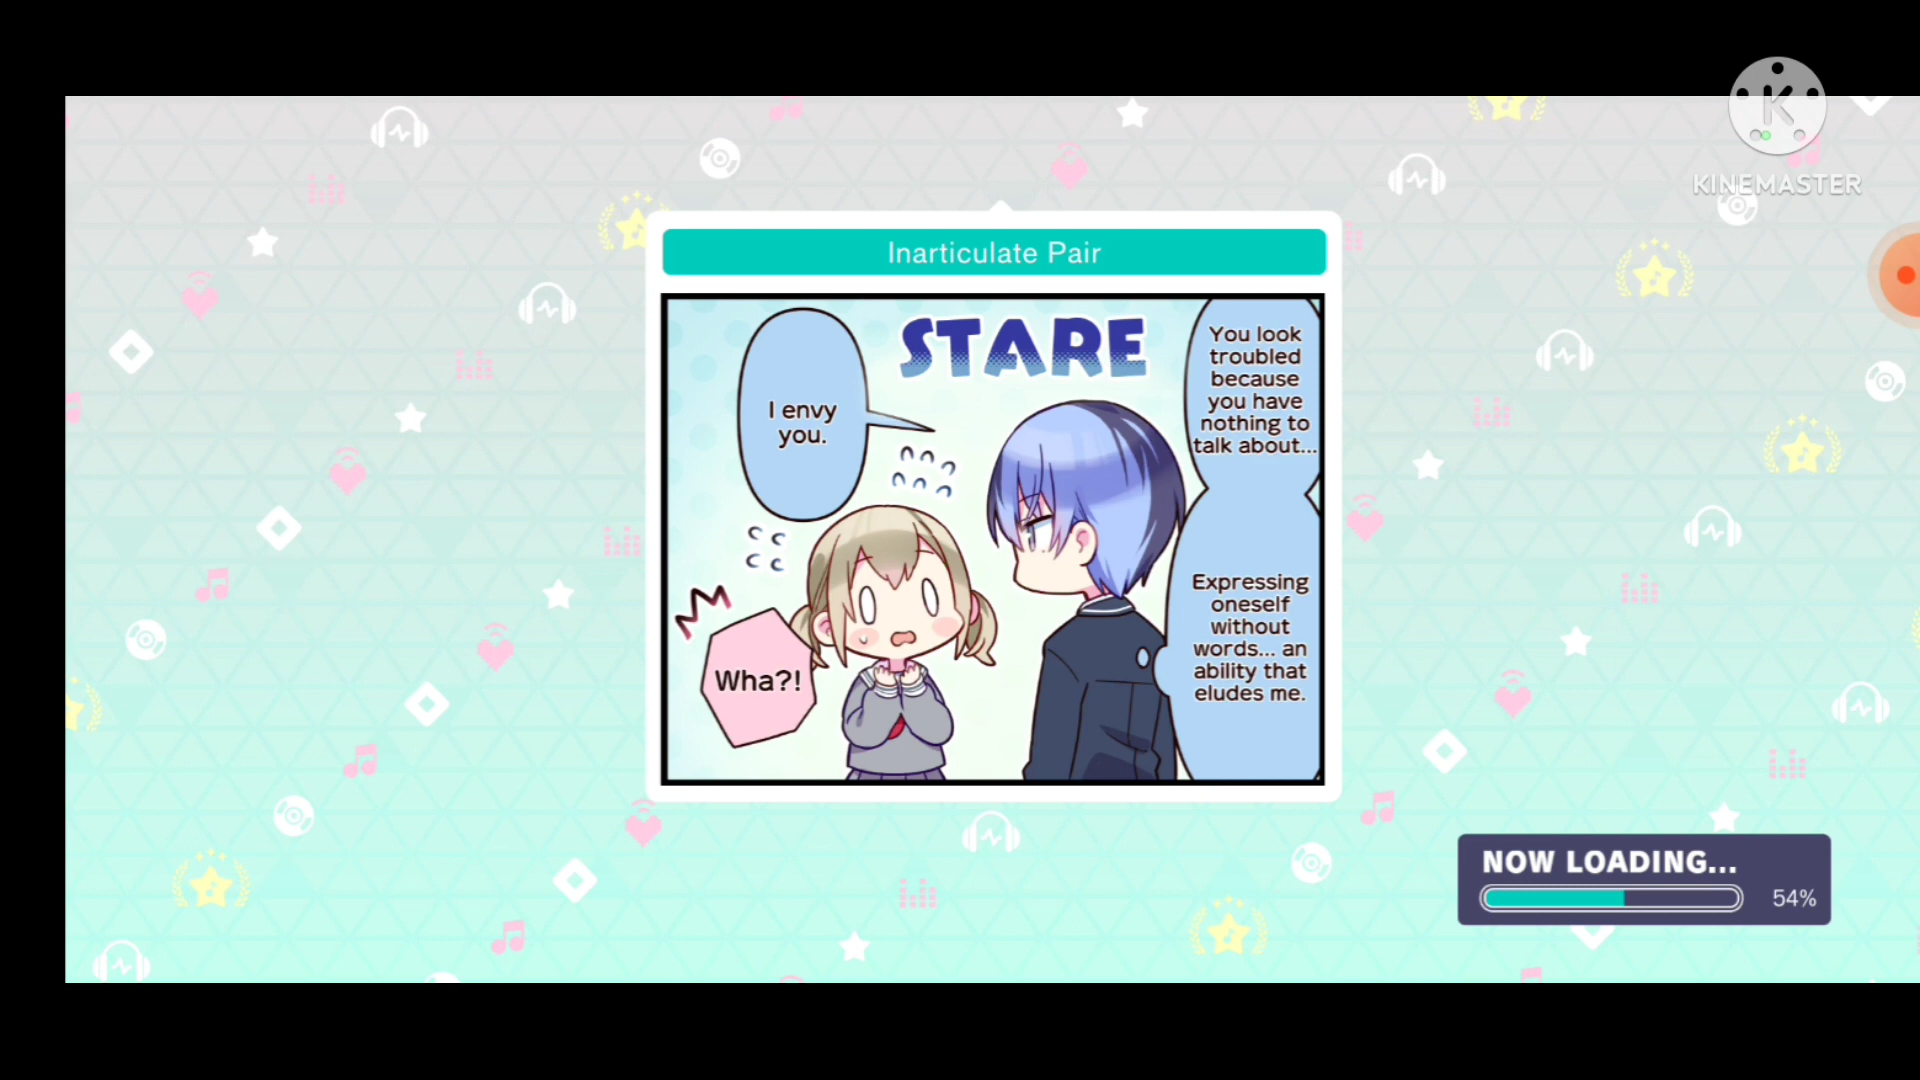 K
KINEMASTER
Inarticulate Pair
STARE
You look
troubled
because
you have
nothing to
talk about...
Expressing
oneself
without
words... an
ability that
eludes me.
I envy
you.
Wha?!
NOW LOADING...
54%